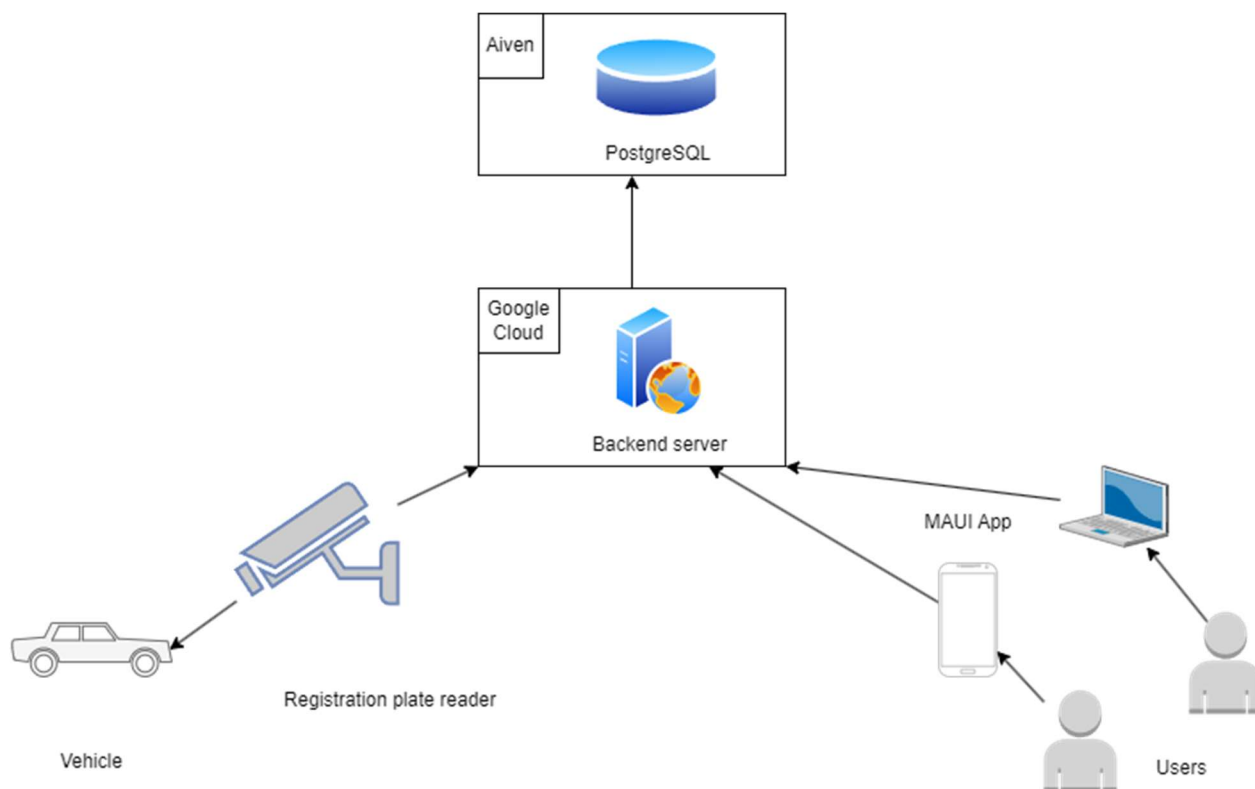 Aiven
PostgreSQL
Google
Cloud
Backend server
MAUI App
Registration plate reader
Vehicle
Users